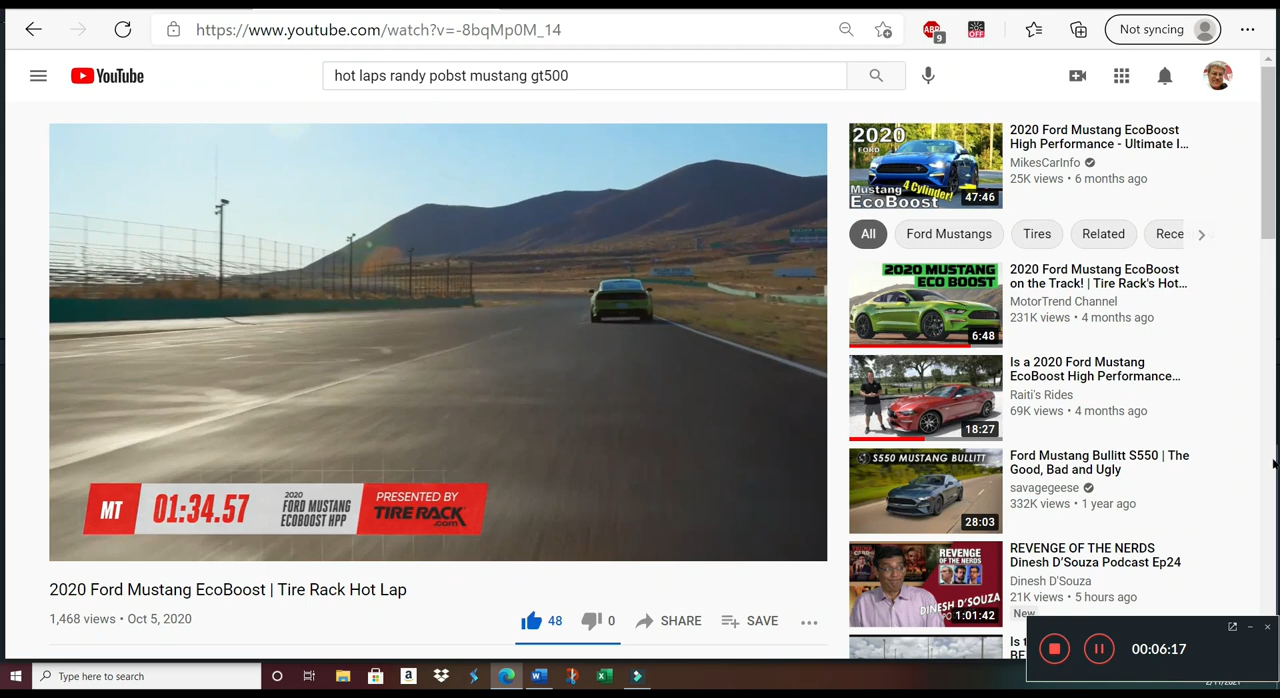 https://www.youtube.com/watch?v=-8bqMp0M_14
ABP
9
OFF
Not syncing
YouTube
hot laps randy pobst mustang gt500
MT
01:34.57
2020
FORD MUSTANG
ECOBOOST HPP
PRESENTED BY
TIRE RACK
.com
2020 Ford Mustang EcoBoost | Tire Rack Hot Lap
1,468 views • Oct 5, 2020
48
0
SHARE
SAVE
2020
FORD
Mustang
4 Cylinder!
EcoBoost
47:46
2020 Ford Mustang EcoBoost
High Performance - Ultimate I...
MikesCarInfo
25K views • 6 months ago
All
Ford Mustangs
Tires
Related
Rece
2020 MUSTANG
ECO BOOST
6:48
2020 Ford Mustang EcoBoost
on the Track! | Tire Rack's Hot...
MotorTrend Channel
231K views • 4 months ago
18:27
Is a 2020 Ford Mustang
EcoBoost High Performance...
Raiti's Rides
69K views • 4 months ago
S550 MUSTANG BULLITT
28:03
Ford Mustang Bullitt S550 | The
Good, Bad and Ugly
savagegeese
332K views • 1 year ago
REVENGE OF
THE NERDS
DINESH D'SOUZA
1:01:42
REVENGE OF THE NERDS
Dinesh D'Souza Podcast Ep24
Dinesh D'Souza
21K views • 5 hours ago
New
00:06:17
Type here to search